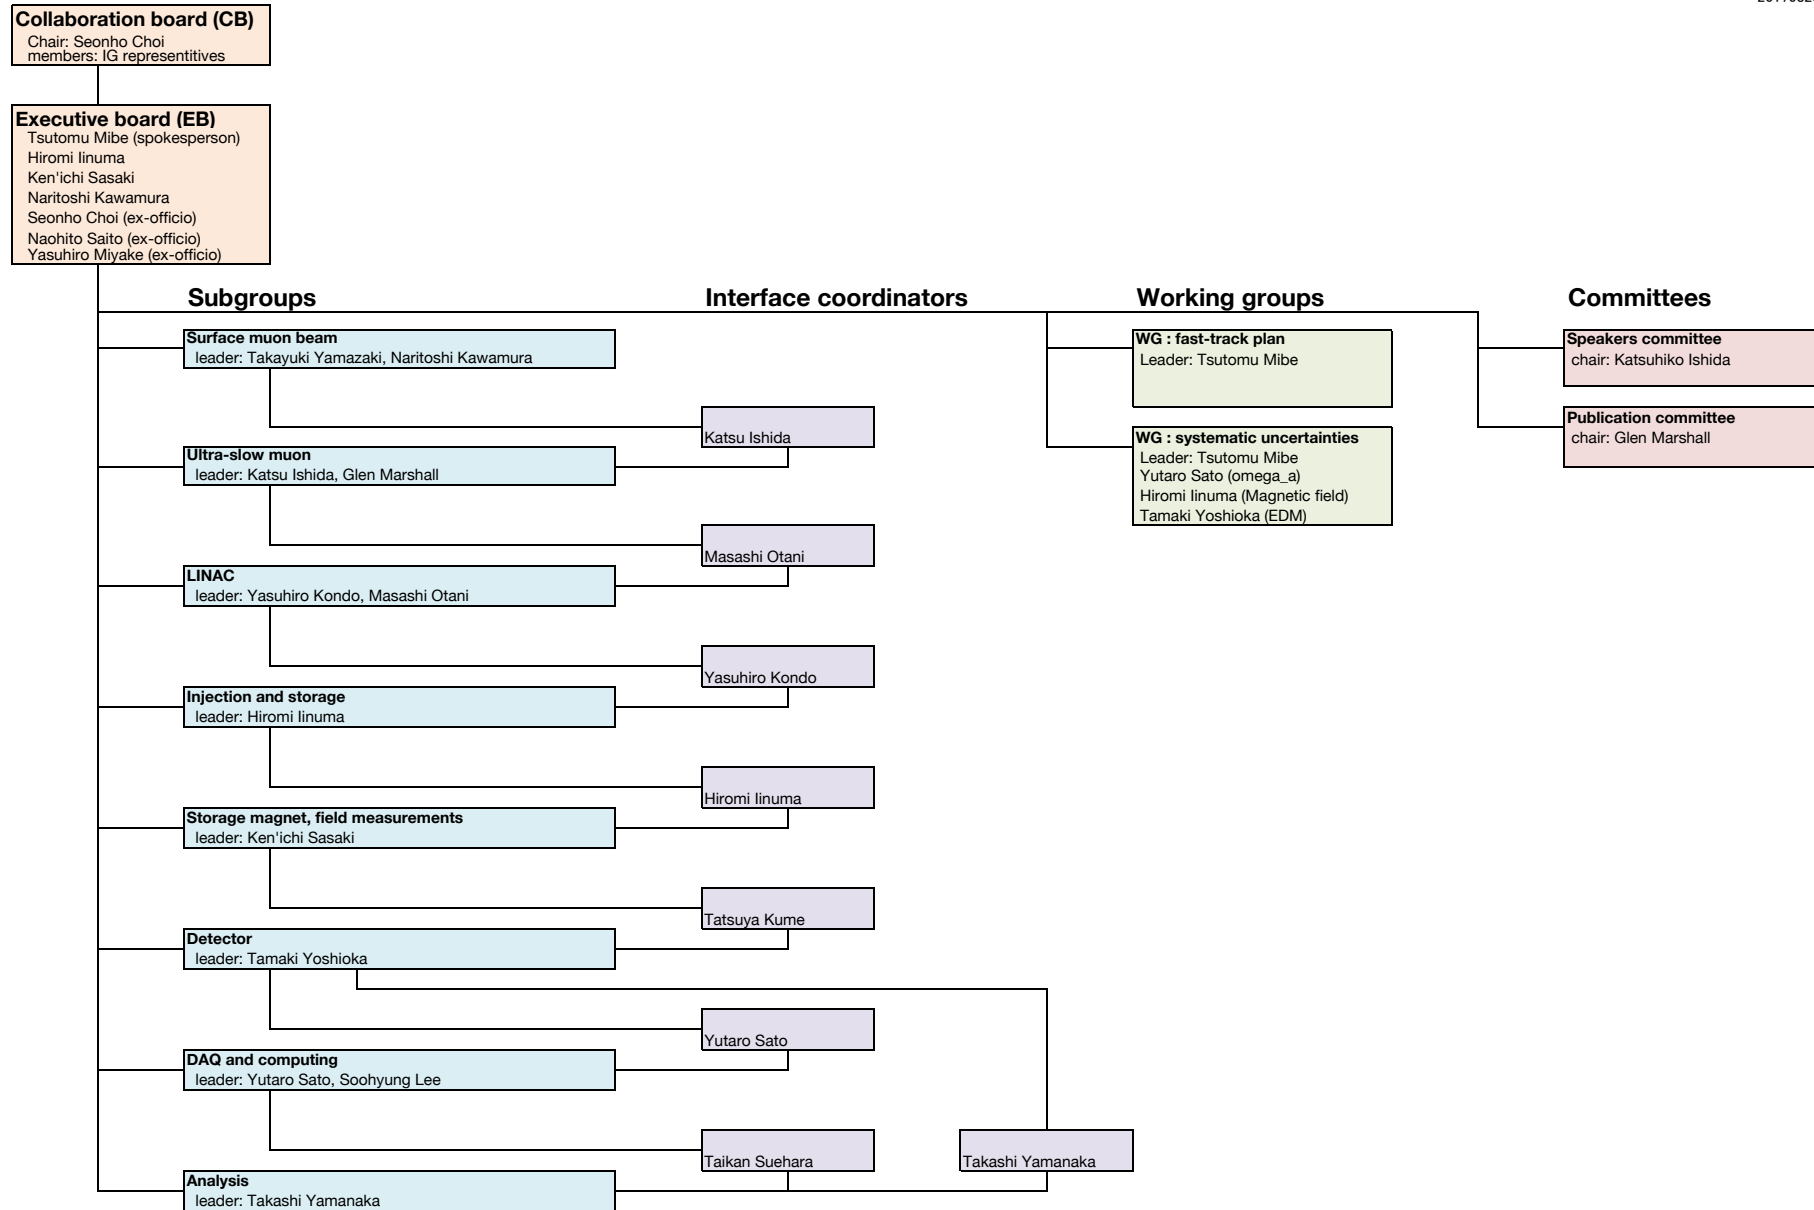 Collaboration board (CB)
Chair: Seonho Choi
members: IG representitives
Executive board (EB)
Tsutomu Mibe (spokesperson)
Hiromi Iinuma
Ken'ichi Sasaki
Naritoshi Kawamura
Seonho Choi (ex-officio)
Naohito Saito (ex-officio)
Yasuhiro Miyake (ex-officio)
Subgroups
Interface coordinators
Working groups
Committees
Surface muon beam
leader: Takayuki Yamazaki, Naritoshi Kawamura
Katsu Ishida
Ultra-slow muon
leader: Katsu Ishida, Glen Marshall
Masashi Otani
LINAC
leader: Yasuhiro Kondo, Masashi Otani
Yasuhiro Kondo
Injection and storage
leader: Hiromi Iinuma
Hiromi Iinuma
Storage magnet, field measurements
leader: Ken'ichi Sasaki
Tatsuya Kume
Detector
leader: Tamaki Yoshioka
Yutaro Sato
DAQ and computing
leader: Yutaro Sato, Soohyung Lee
Taikan Suehara
Takashi Yamanaka
Analysis
leader: Takashi Yamanaka
WG : fast-track plan
Leader: Tsutomu Mibe
WG : systematic uncertainties
Leader: Tsutomu Mibe
Yutaro Sato (omega_a)
Hiromi Iinuma (Magnetic field)
Tamaki Yoshioka (EDM)
Speakers committee
chair: Katsuhiko Ishida
Publication committee
chair: Glen Marshall